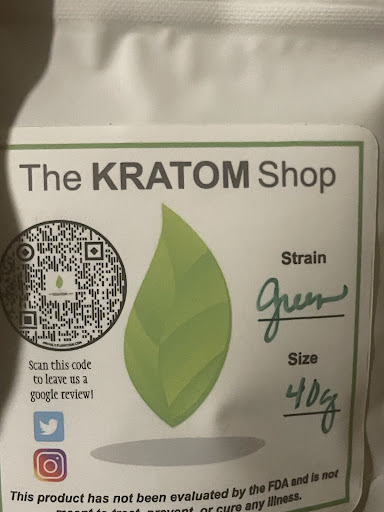 The KRATOM Shop
Strain
green
Size
40g
Scan this code
to leave us a
google review!
This product has not been evaluated by the FDA and is not
meant to treat, prevent, or cure any illness.